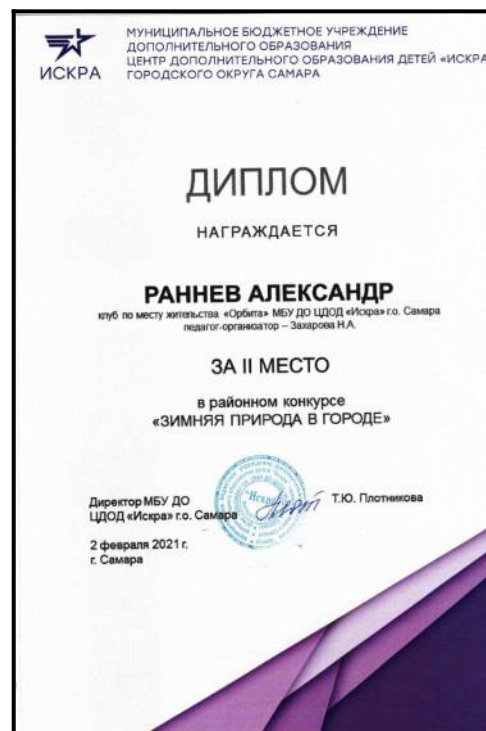 МУНИЦИПАЛЬНОЕ БЮДЖЕТНОЕ УЧРЕЖДЕНИЕ
ДОПОЛНИТЕЛЬНОГО ОБРАЗОВАНИЯ
ЦЕНТР ДОПОЛНИТЕЛЬНОГО ОБРАЗОВАНИЯ ДЕТЕЙ «ИСКРА
ГОРОДСКОГО ОКРУГА САМАРА
ИСКРА
ДИПЛОМ
НАГРАЖДАЕТСЯ
РАННЕВ АЛЕКСАНДР
клуб по месту жительства «Орбита» МБУ ДО ЦДОД «Искра» г.о. Самара
педагог-организатор – Захарова Н.А.
ЗА II МЕСТО
в районном конкурсе
«ЗИМНЯЯ ПРИРОДА В ГОРОДЕ»
Директор МБУ ДО
ЦДОД «Искра» г.о. Самара
"Искра"
Т.Ю. Плотникова
2 февраля 2021 г.
г. Самара